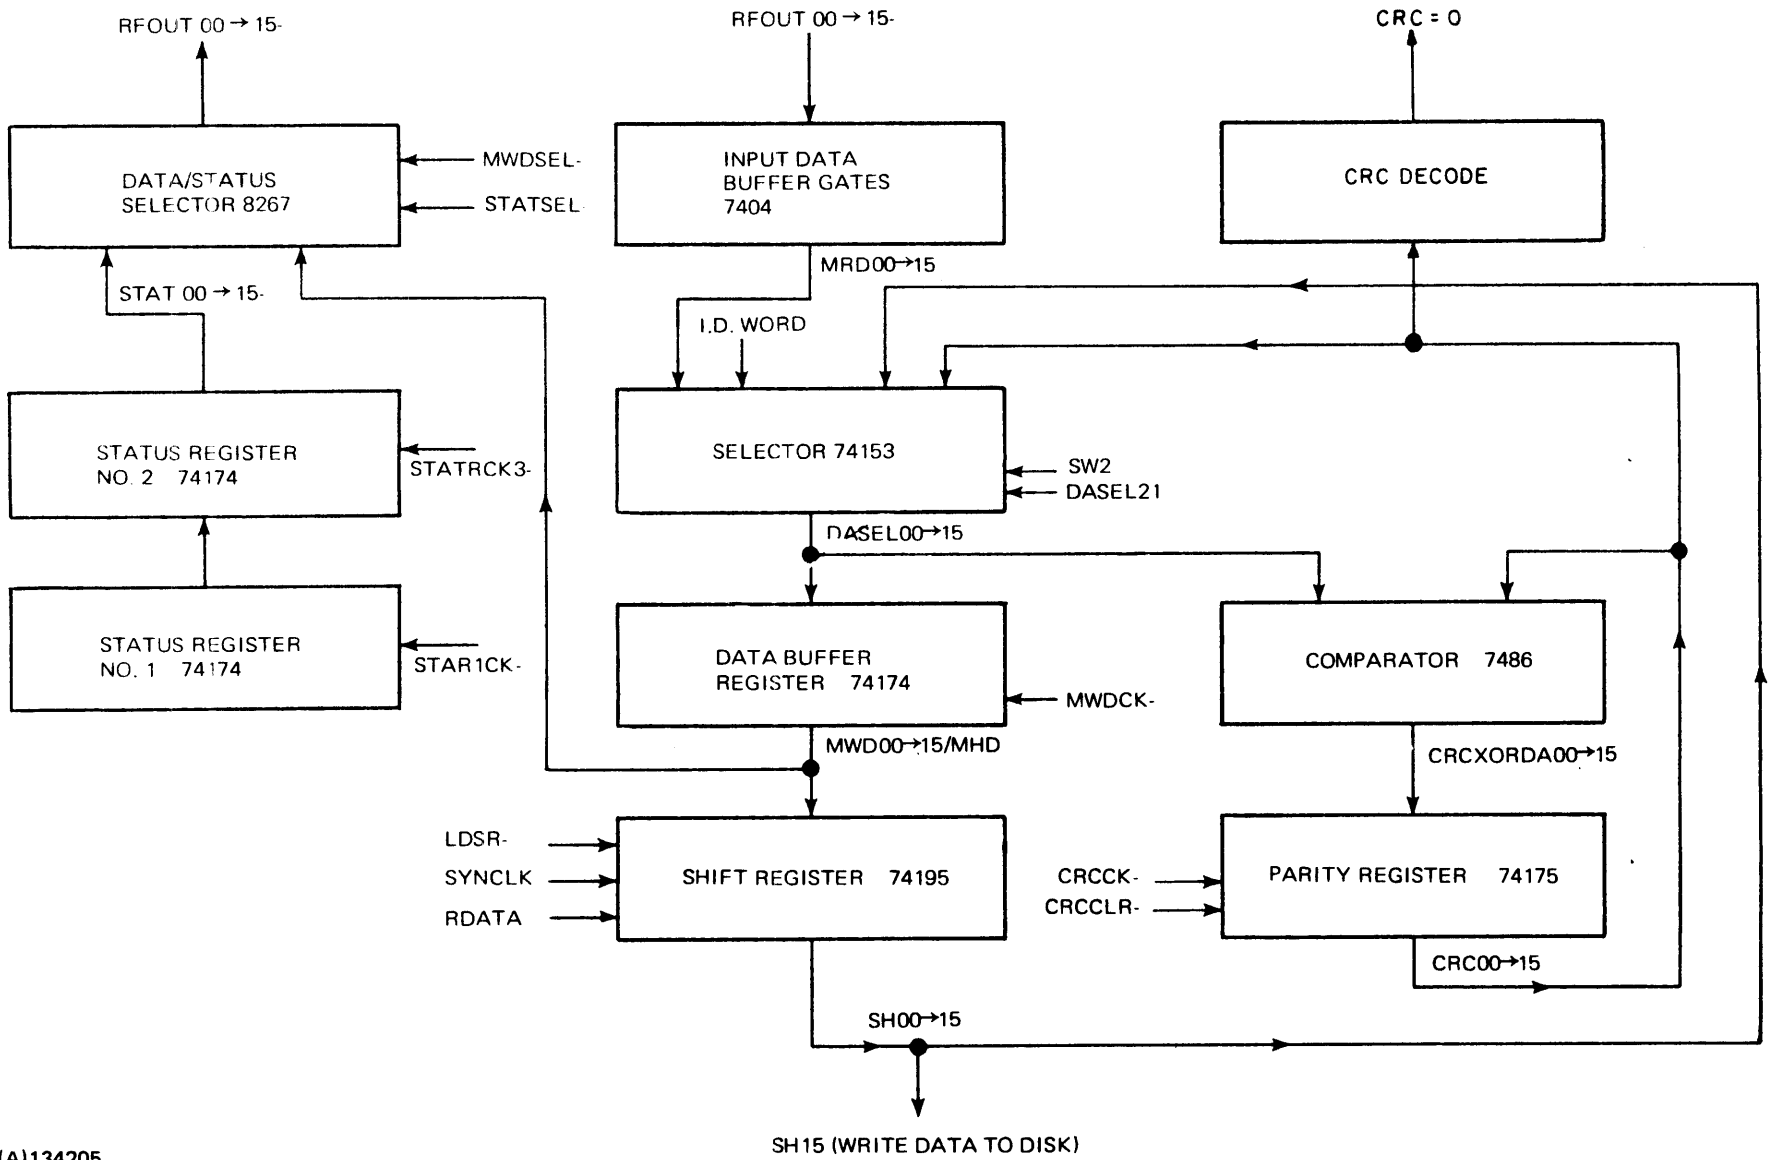 RFOUT 00→15-
RFOUT 00→15-
CRC = 0
DATA/STATUS
SELECTOR 8267
MWDSEL-
STATSEL
INPUT DATA
BUFFER GATES
7404
CRC DECODE
MRD00→15
STAT 00→15-
I.D. WORD
SELECTOR 74153
SW2
DASEL21
STATUS REGISTER
NO. 2 74174
STATRCK3-
DASEL00→15
STATUS REGISTER
NO. 1 74174
STAR1CK-
DATA BUFFER
REGISTER 74174
MWDCK-
COMPARATOR 7486
MWD00→15/MHD
CRCXORDA00→15
LDSR-
SYNCLK
RDATA
SHIFT REGISTER 74195
CRCCK-
CRCCLR-
PARITY REGISTER 74175
CRC00→15
SH00→15
SH15 (WRITE DATA TO DISK)
(A)134205